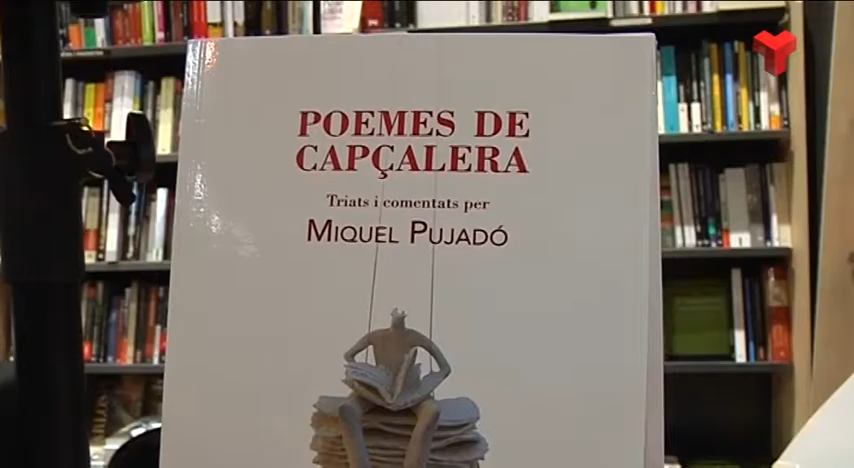 POEMES DE
CAPÇALERA
Triats i comentats per
MIQUEL PUJADÓ